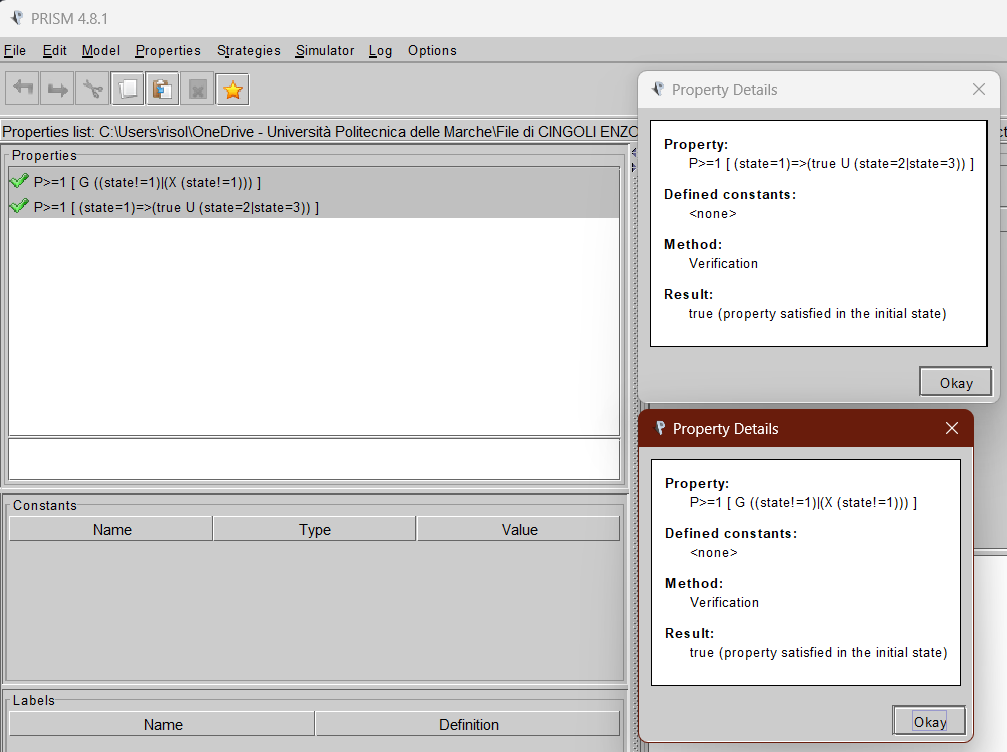 PRISM 4.8.1
File Edit Model Properties Strategies Simulator Log Options
Properties list: C:\Users\risol\OneDrive - Università Politecnica delle Marche\File di CINGOLI ENZO
Properties
P>=1 [ G ((state!=1)|(X (state!=1))) ]
P>=1 [ (state=1)=>(true U (state=2|state=3)) ]
Constants
Name Type Value
Labels
Name Definition
Property Details
Property:
P>=1 [ (state=1)=>(true U (state=2|state=3)) ]
Defined constants:
<none>
Method:
Verification
Result:
true (property satisfied in the initial state)
Okay
Property Details
Property:
P>=1 [ G ((state!=1)|(X (state!=1))) ]
Defined constants:
<none>
Method:
Verification
Result:
true (property satisfied in the initial state)
Okay